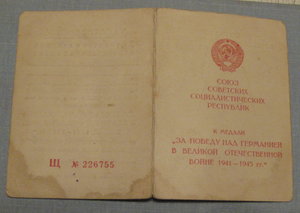 Щ № 226755
СОЮЗ
СОВЕТСКИХ
СОЦИАЛИСТИЧЕСКИХ
РЕСПУБЛИК
К МЕДАЛИ
„ЗА ПОБЕДУ НАД ГЕРМАНИЕЙ
В ВЕЛИКОЙ ОТЕЧЕСТВЕННОЙ
ВОЙНЕ 1941—1945 гг."